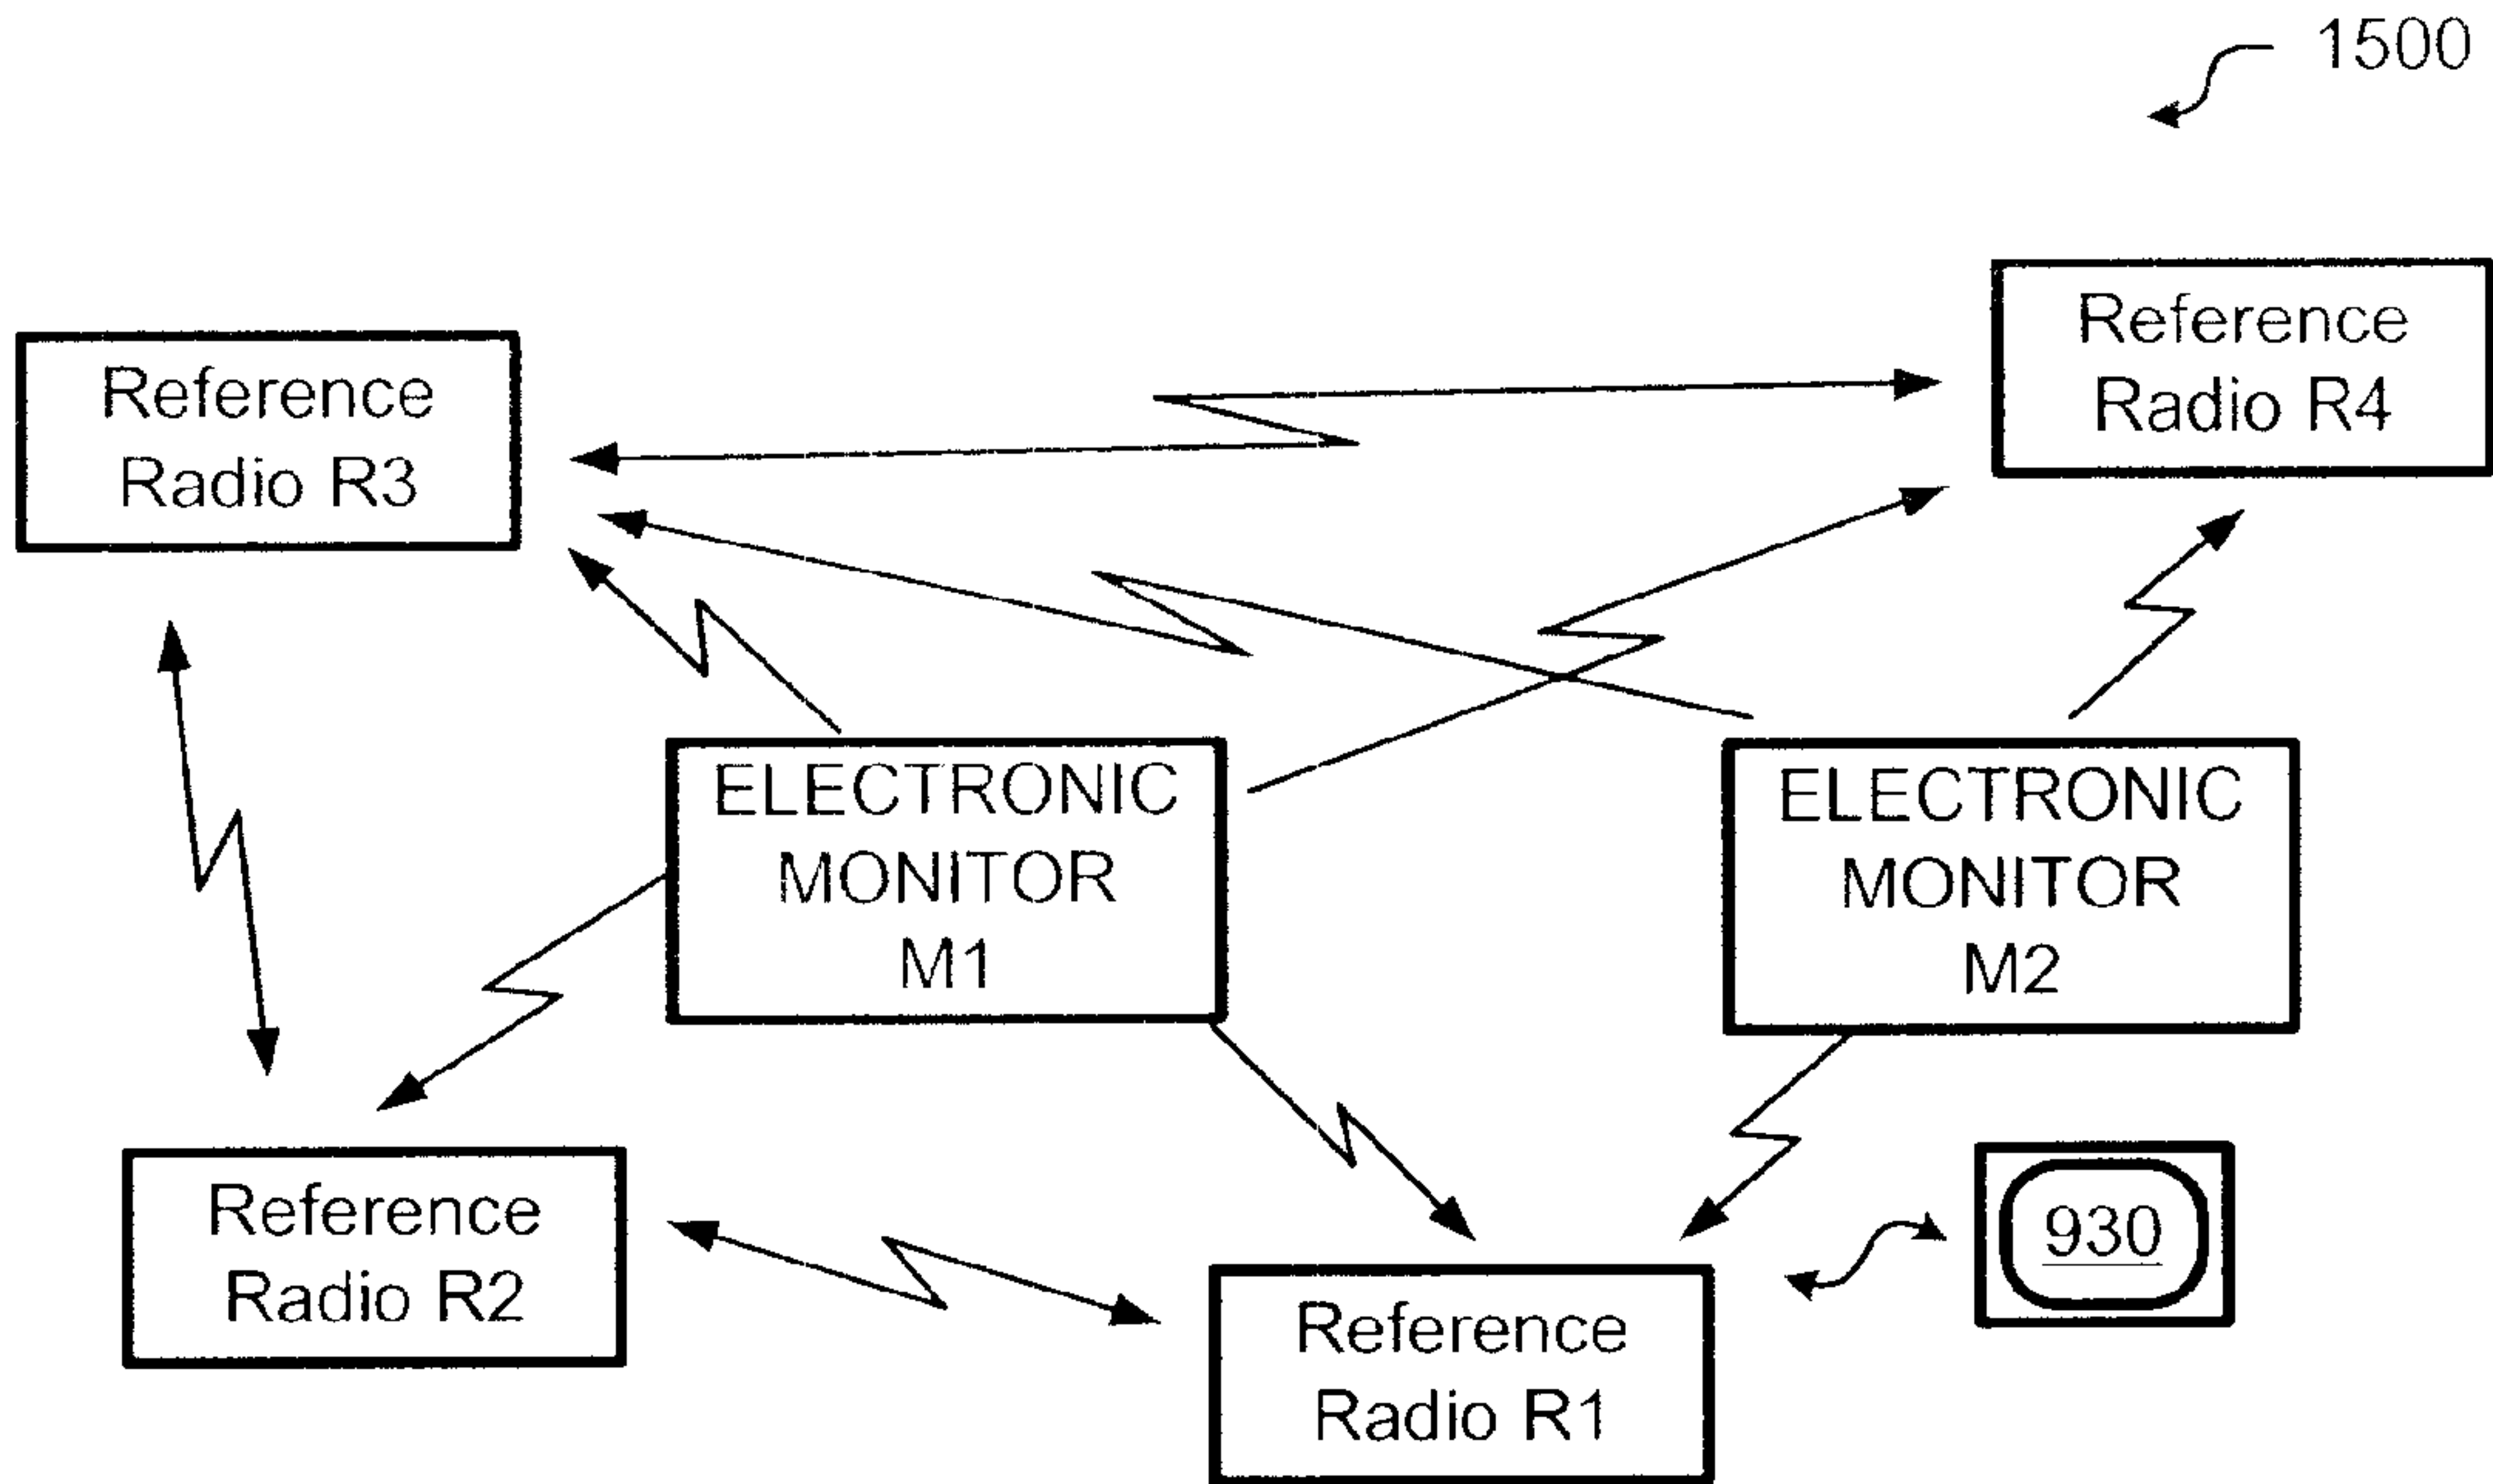 1500
Reference
Radio R4
Reference
Radio R3
ELECTRONIC
MONITOR
M1
ELECTRONIC
MONITOR
M2
Reference
Radio R2
930
Reference
Radio R1